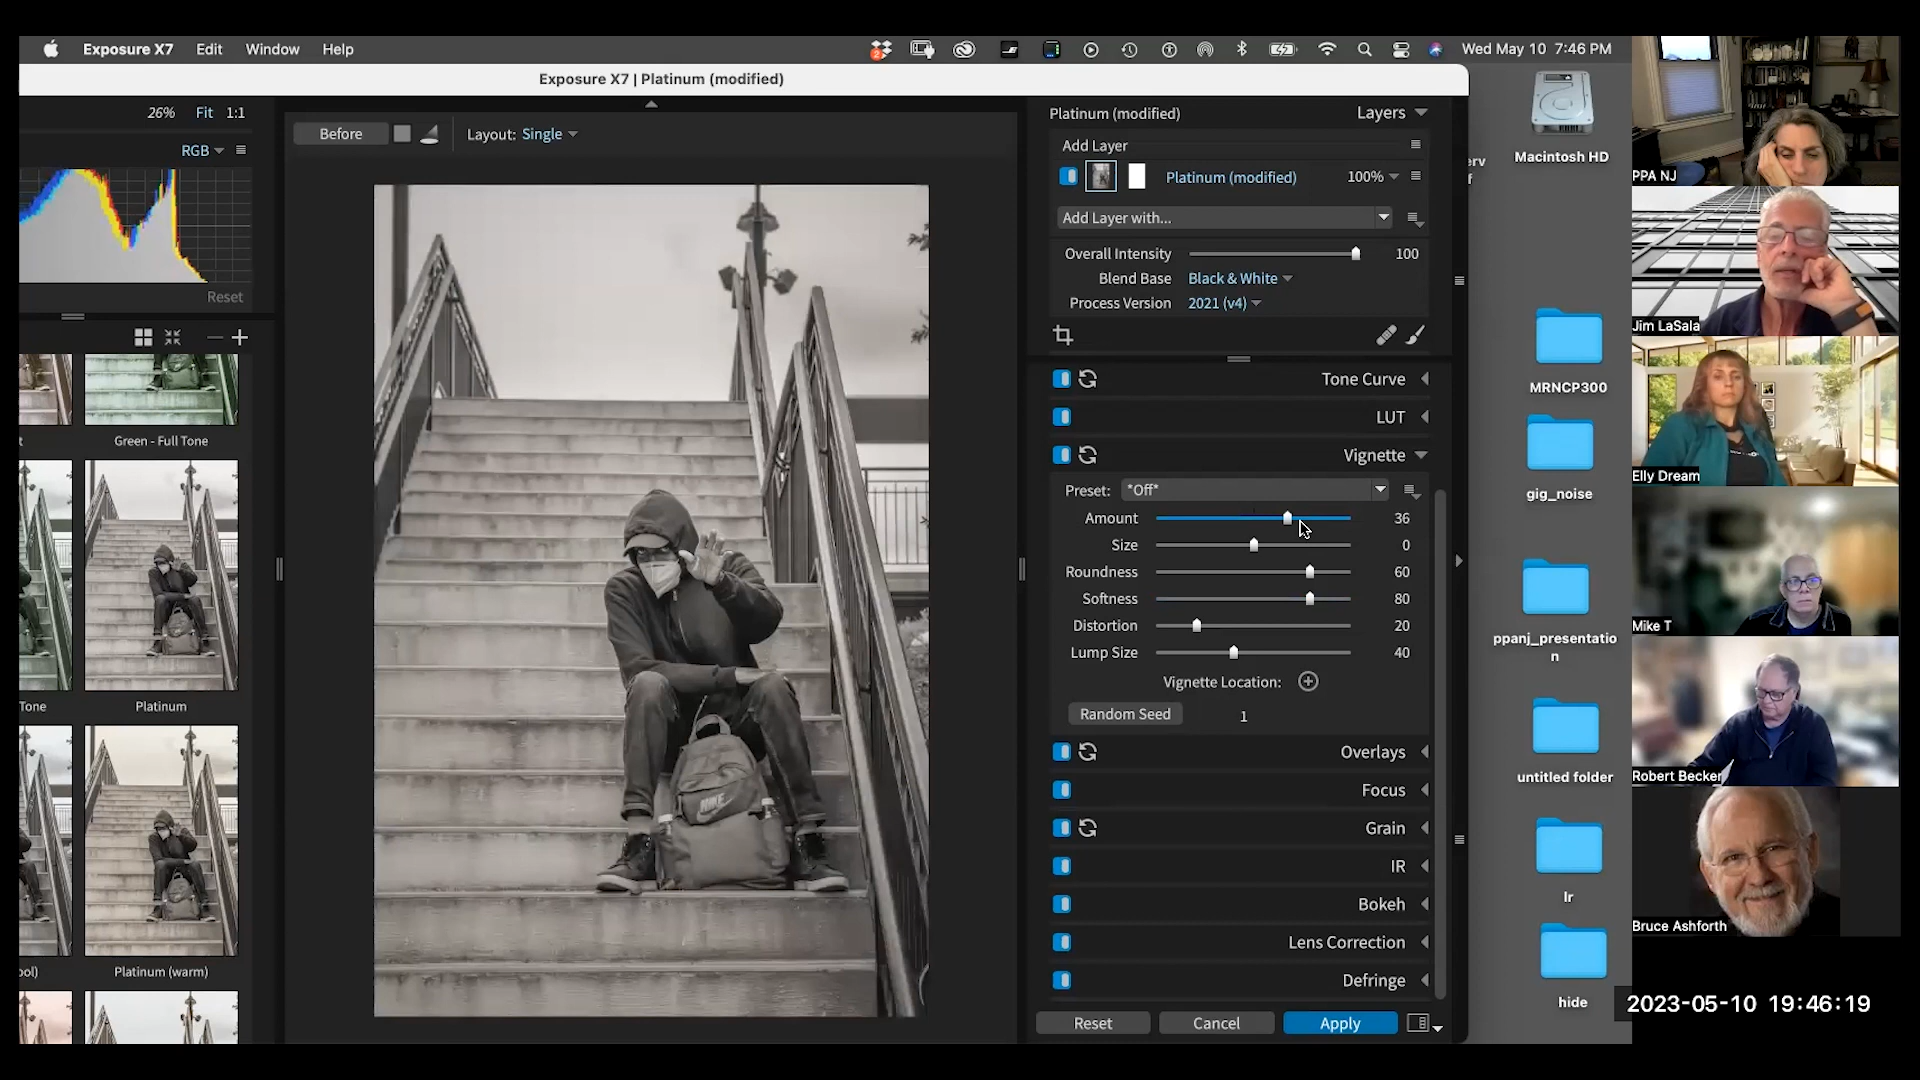 Exposure X7 Edit Window Help
2
Wed May 10 7:46 PM
Exposure X7 | Platinum (modified)
26% Fit 1:1
RGB
Reset
Before
Layout: Single
Green - Full Tone
Tone
Platinum
ool)
Platinum (warm)
NIKE
Platinum (modified) Layers
Add Layer
Platinum (modified) 100%
Add Layer with...
Overall Intensity 100
Blend Base Black & White
Process Version 2021 (v4)
Tone Curve
LUT
Vignette
Preset: *Off*
Amount 36
Size 0
Roundness 60
Softness 80
Distortion 20
Lump Size 40
Vignette Location:
Random Seed 1
Overlays
Focus
Grain
IR
Bokeh
Lens Correction
Defringe
Reset Cancel Apply
Macintosh HD
erv
f
MRNCP300
gig_noise
ppanj_presentatio
n
untitled folder
lr
hide
PPA NJ
Jim LaSala
Elly Dream
Mike T
Robert Becker
Bruce Ashforth
2023-05-10 19:46:19